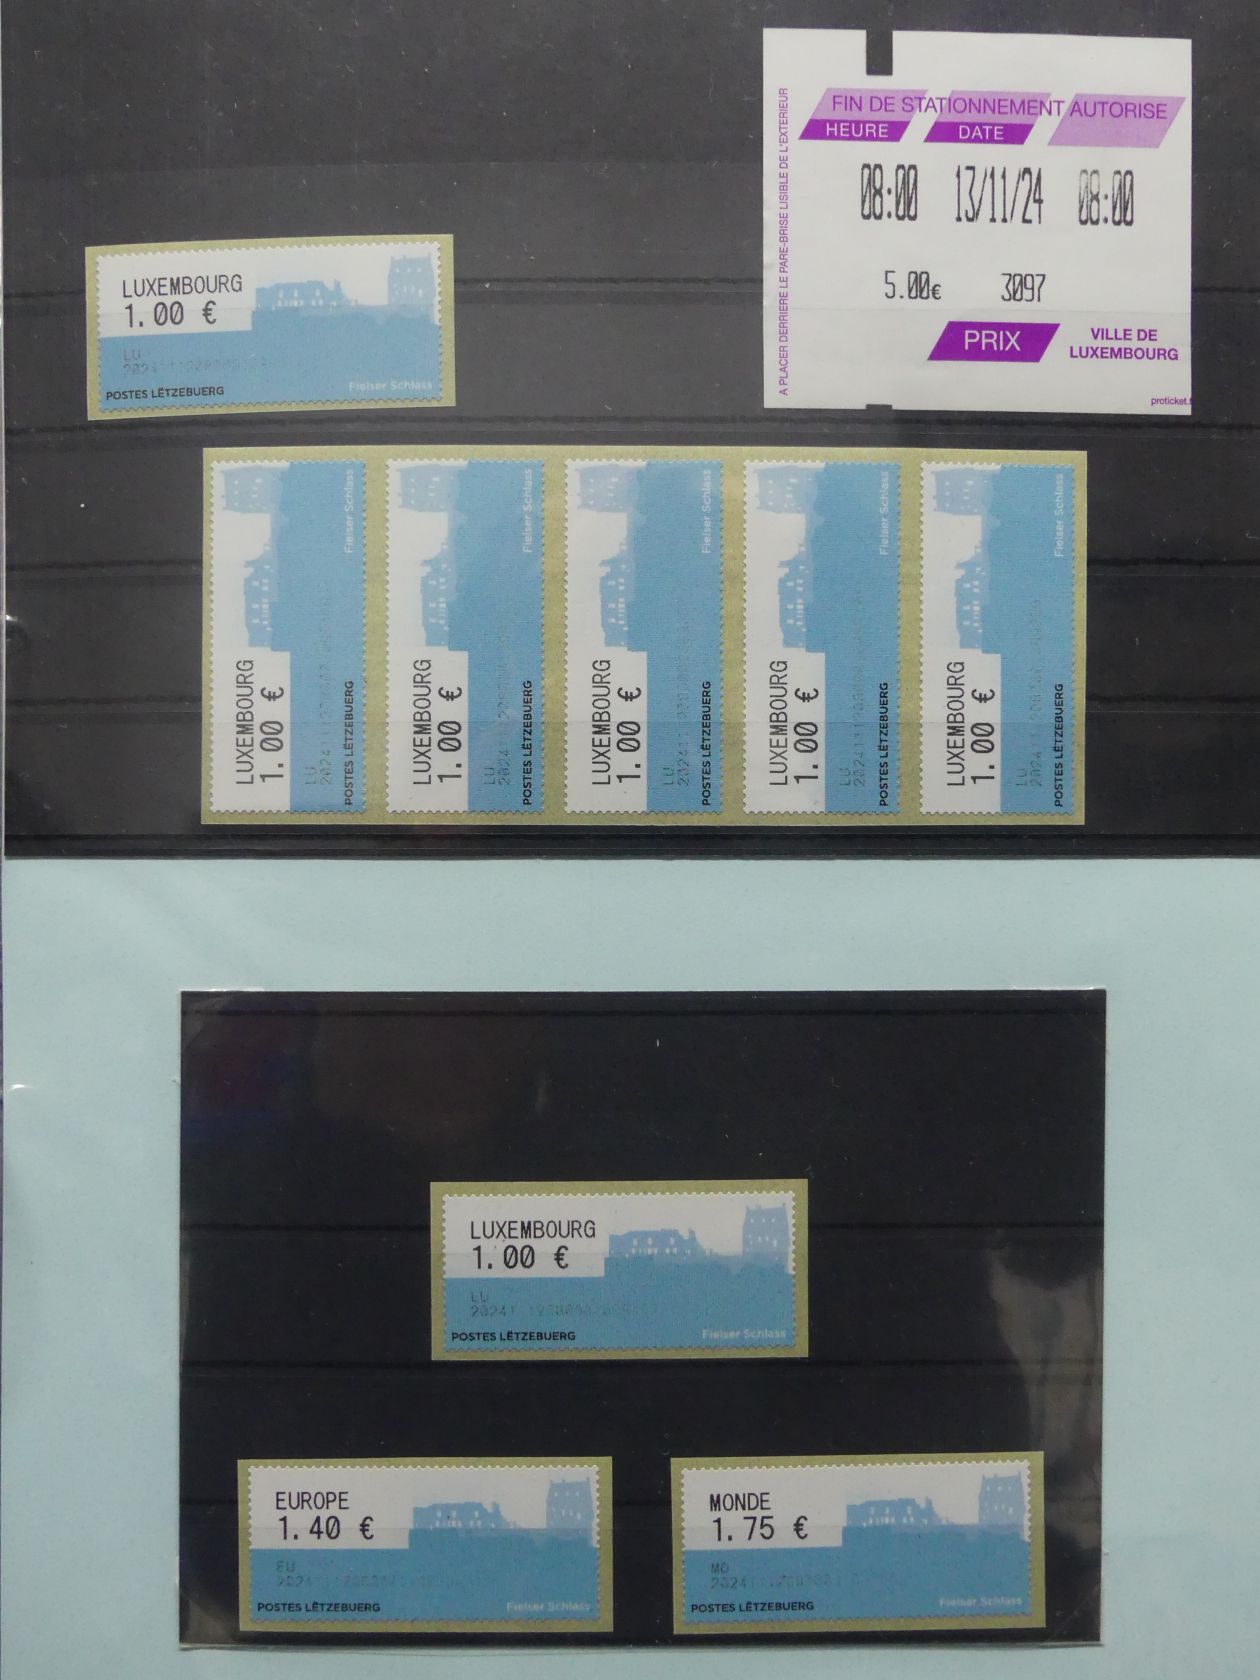 FIN DE STATIONNEMENT AUTORISE
HEURE DATE
08:00 13/11/24 08:00
5.00€ 3097
PRIX
VILLE DE
LUXEMBOURG
proticket.f
A PLACER DERRIERE LE PARE-BRISE LISIBLE DE L'EXTERIEUR
LUXEMBOURG
1.00 €
LU
POSTES LËTZEBUERG
Fielser Schlass
LUXEMBOURG
1.00 €
LU
POSTES LËTZEBUERG
Fielser Schlass
LUXEMBOURG
1.00 €
LU
POSTES LËTZEBUERG
Fielser Schlass
LUXEMBOURG
1.00 €
LU
POSTES LËTZEBUERG
Fielser Schlass
LUXEMBOURG
1.00 €
LU
POSTES LËTZEBUERG
Fielser Schlass
LUXEMBOURG
1.00 €
LU
POSTES LËTZEBUERG
Fielser Schlass
LUXEMBOURG
1.00 €
LU
POSTES LËTZEBUERG
Fielser Schlass
EUROPE
1.40 €
EU
POSTES LËTZEBUERG
Fielser Schlass
MONDE
1.75 €
MO
POSTES LËTZEBUERG
Fielser Schlass